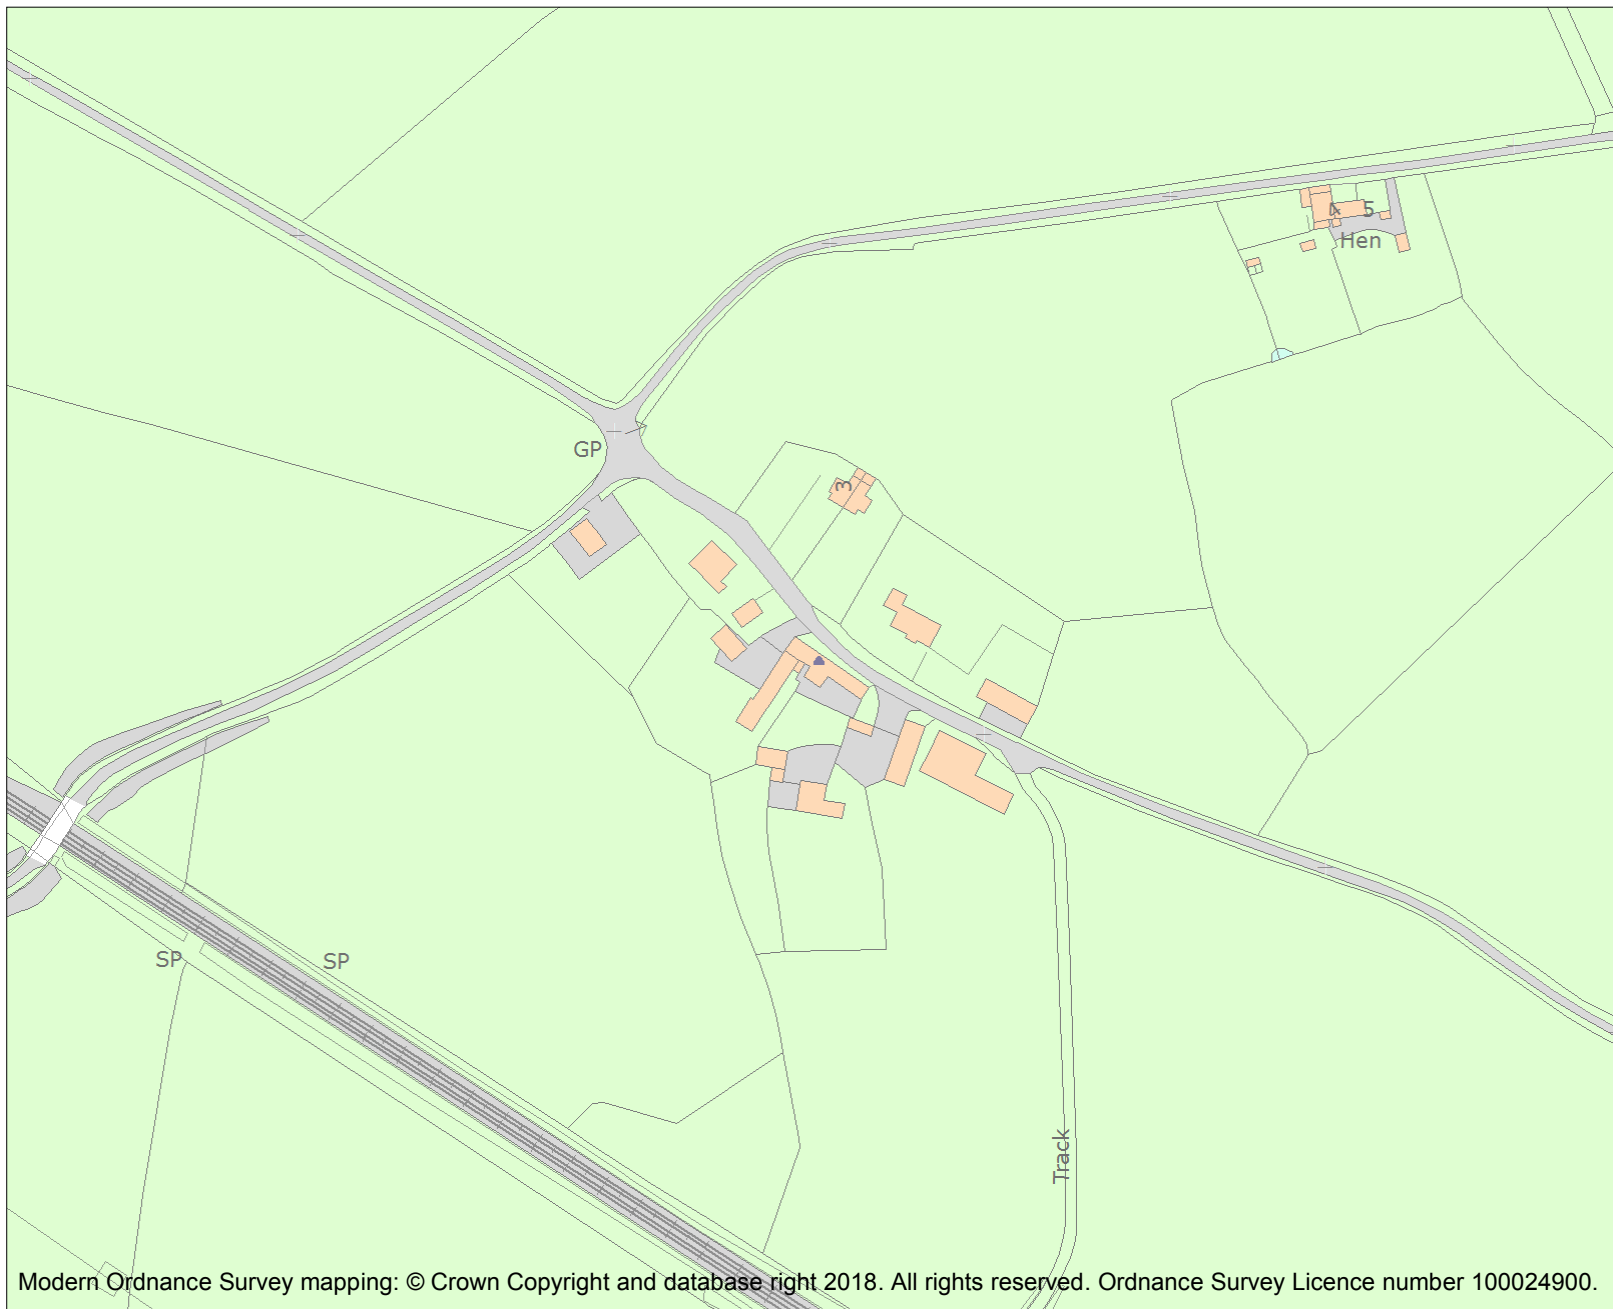 4 5
Hen
GP
3
SP
SP
Track
Modern Ordnance Survey mapping: © Crown Copyright and database right 2018. All rights reserved. Ordnance Survey Licence number 100024900.